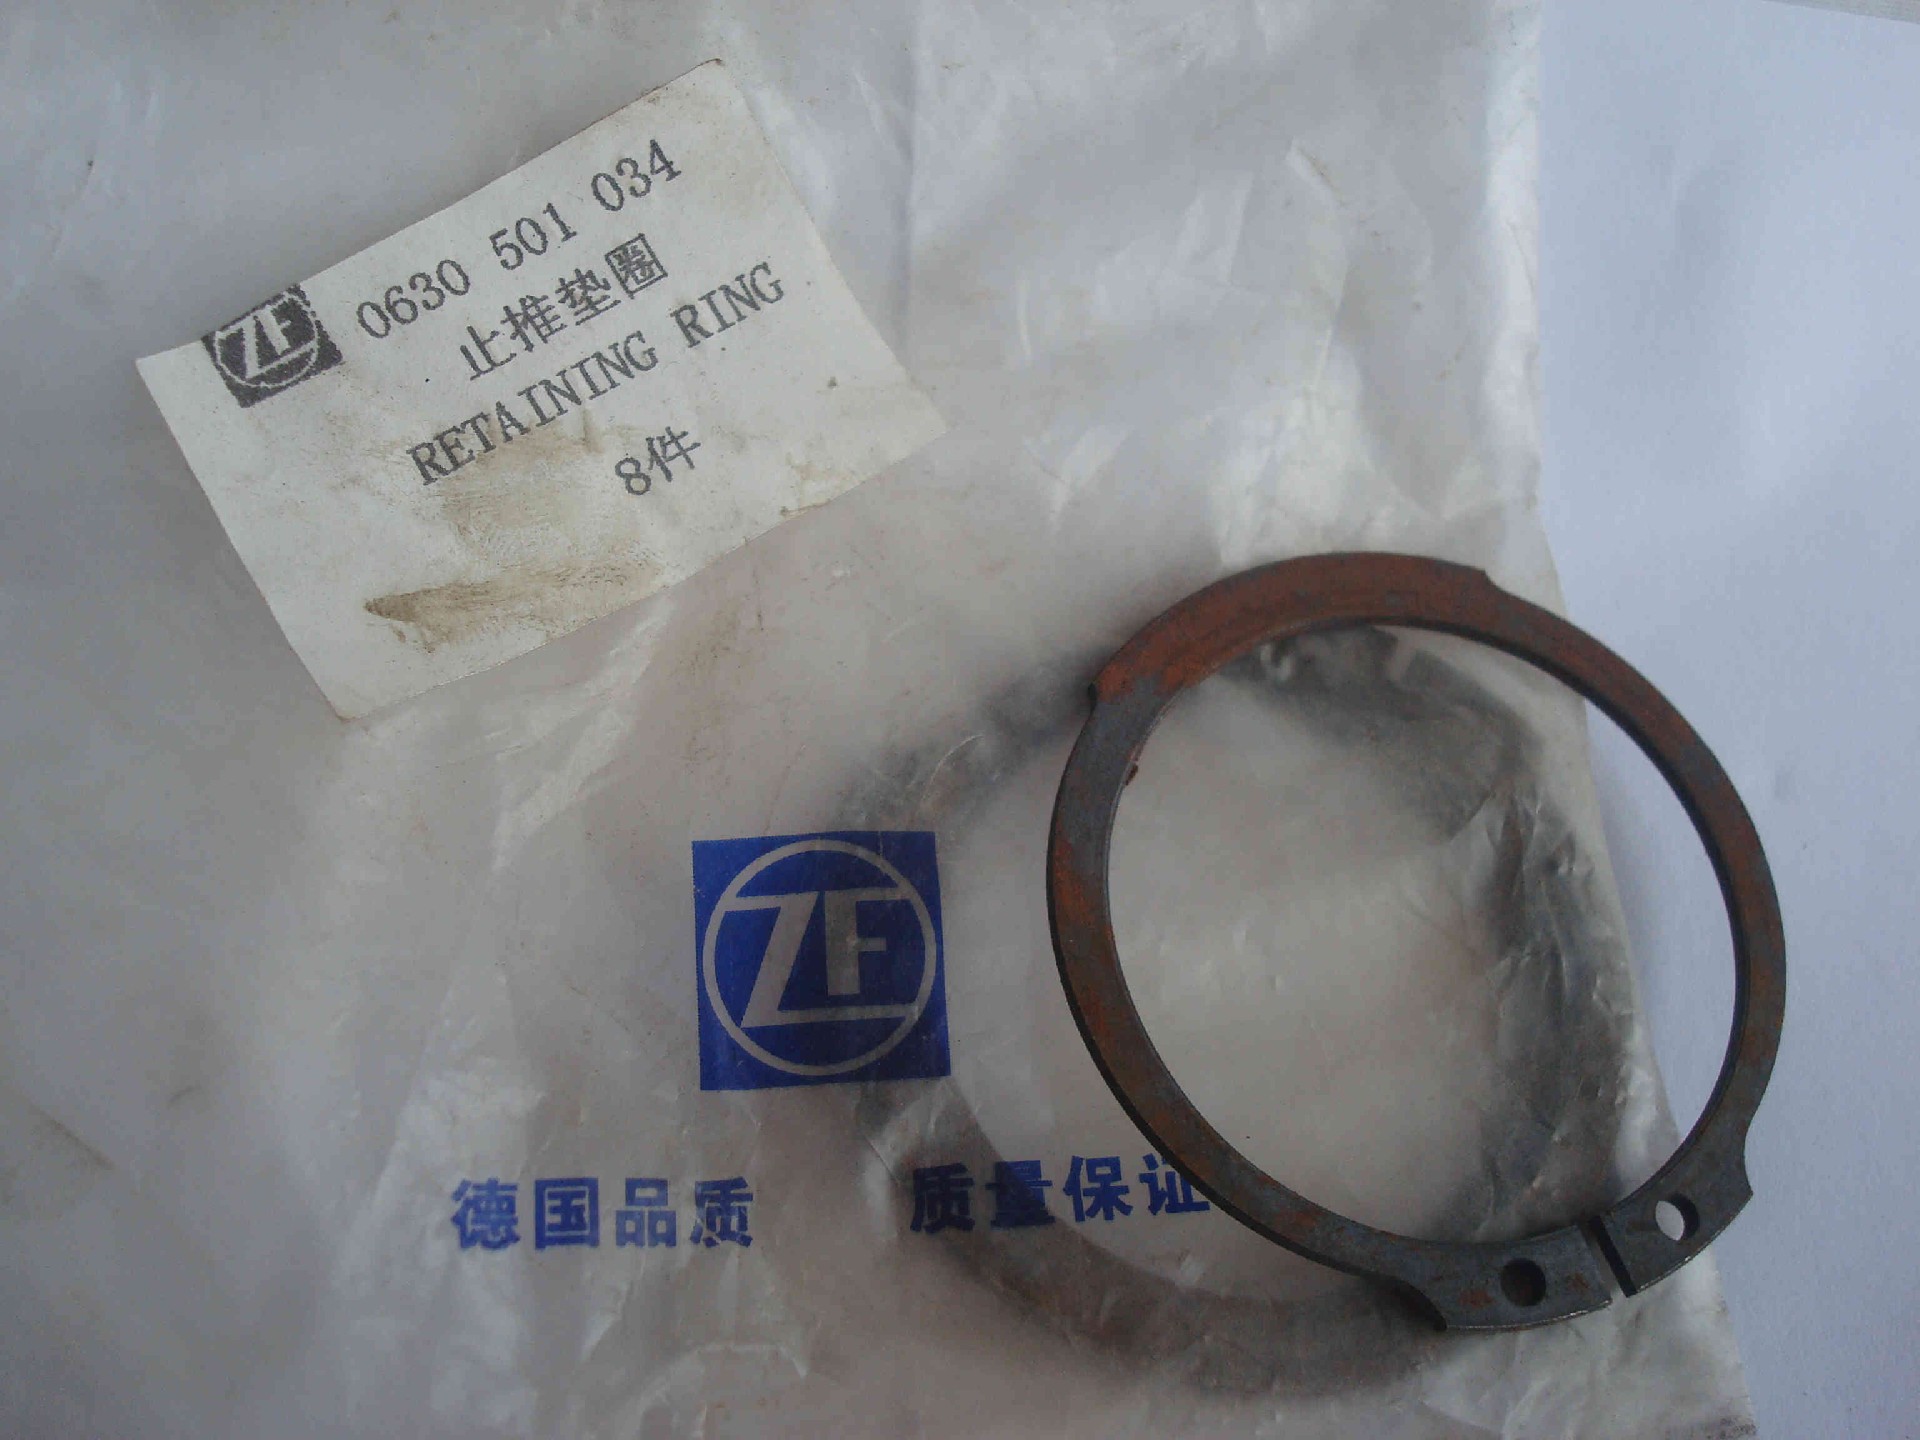 ZF 0630 501 034
止推垫圈
RETAINING RING
8件
ZF
德国品质 质量保证